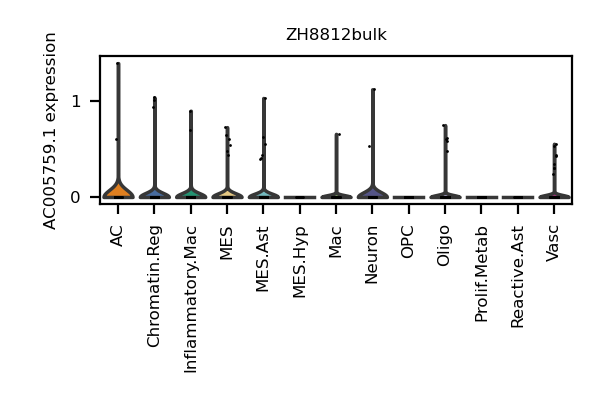 ZH8812bulk
AC005759.1 expression
1
0
AC
Chromatin.Reg
Inflammatory.Mac
MES
MES.Ast
MES.Hyp
Mac
Neuron
OPC
Oligo
Prolif.Metab
Reactive.Ast
Vasc